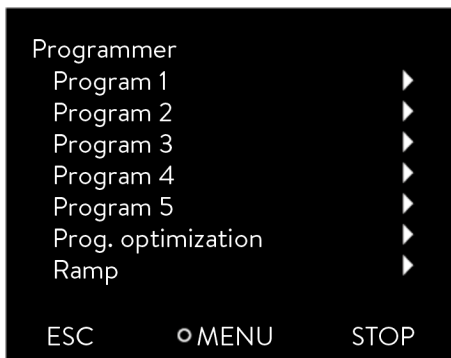 Programmer
Program 1
Program 2
Program 3
Program 4
Program 5
Prog. optimization
Ramp
ESC MENU STOP